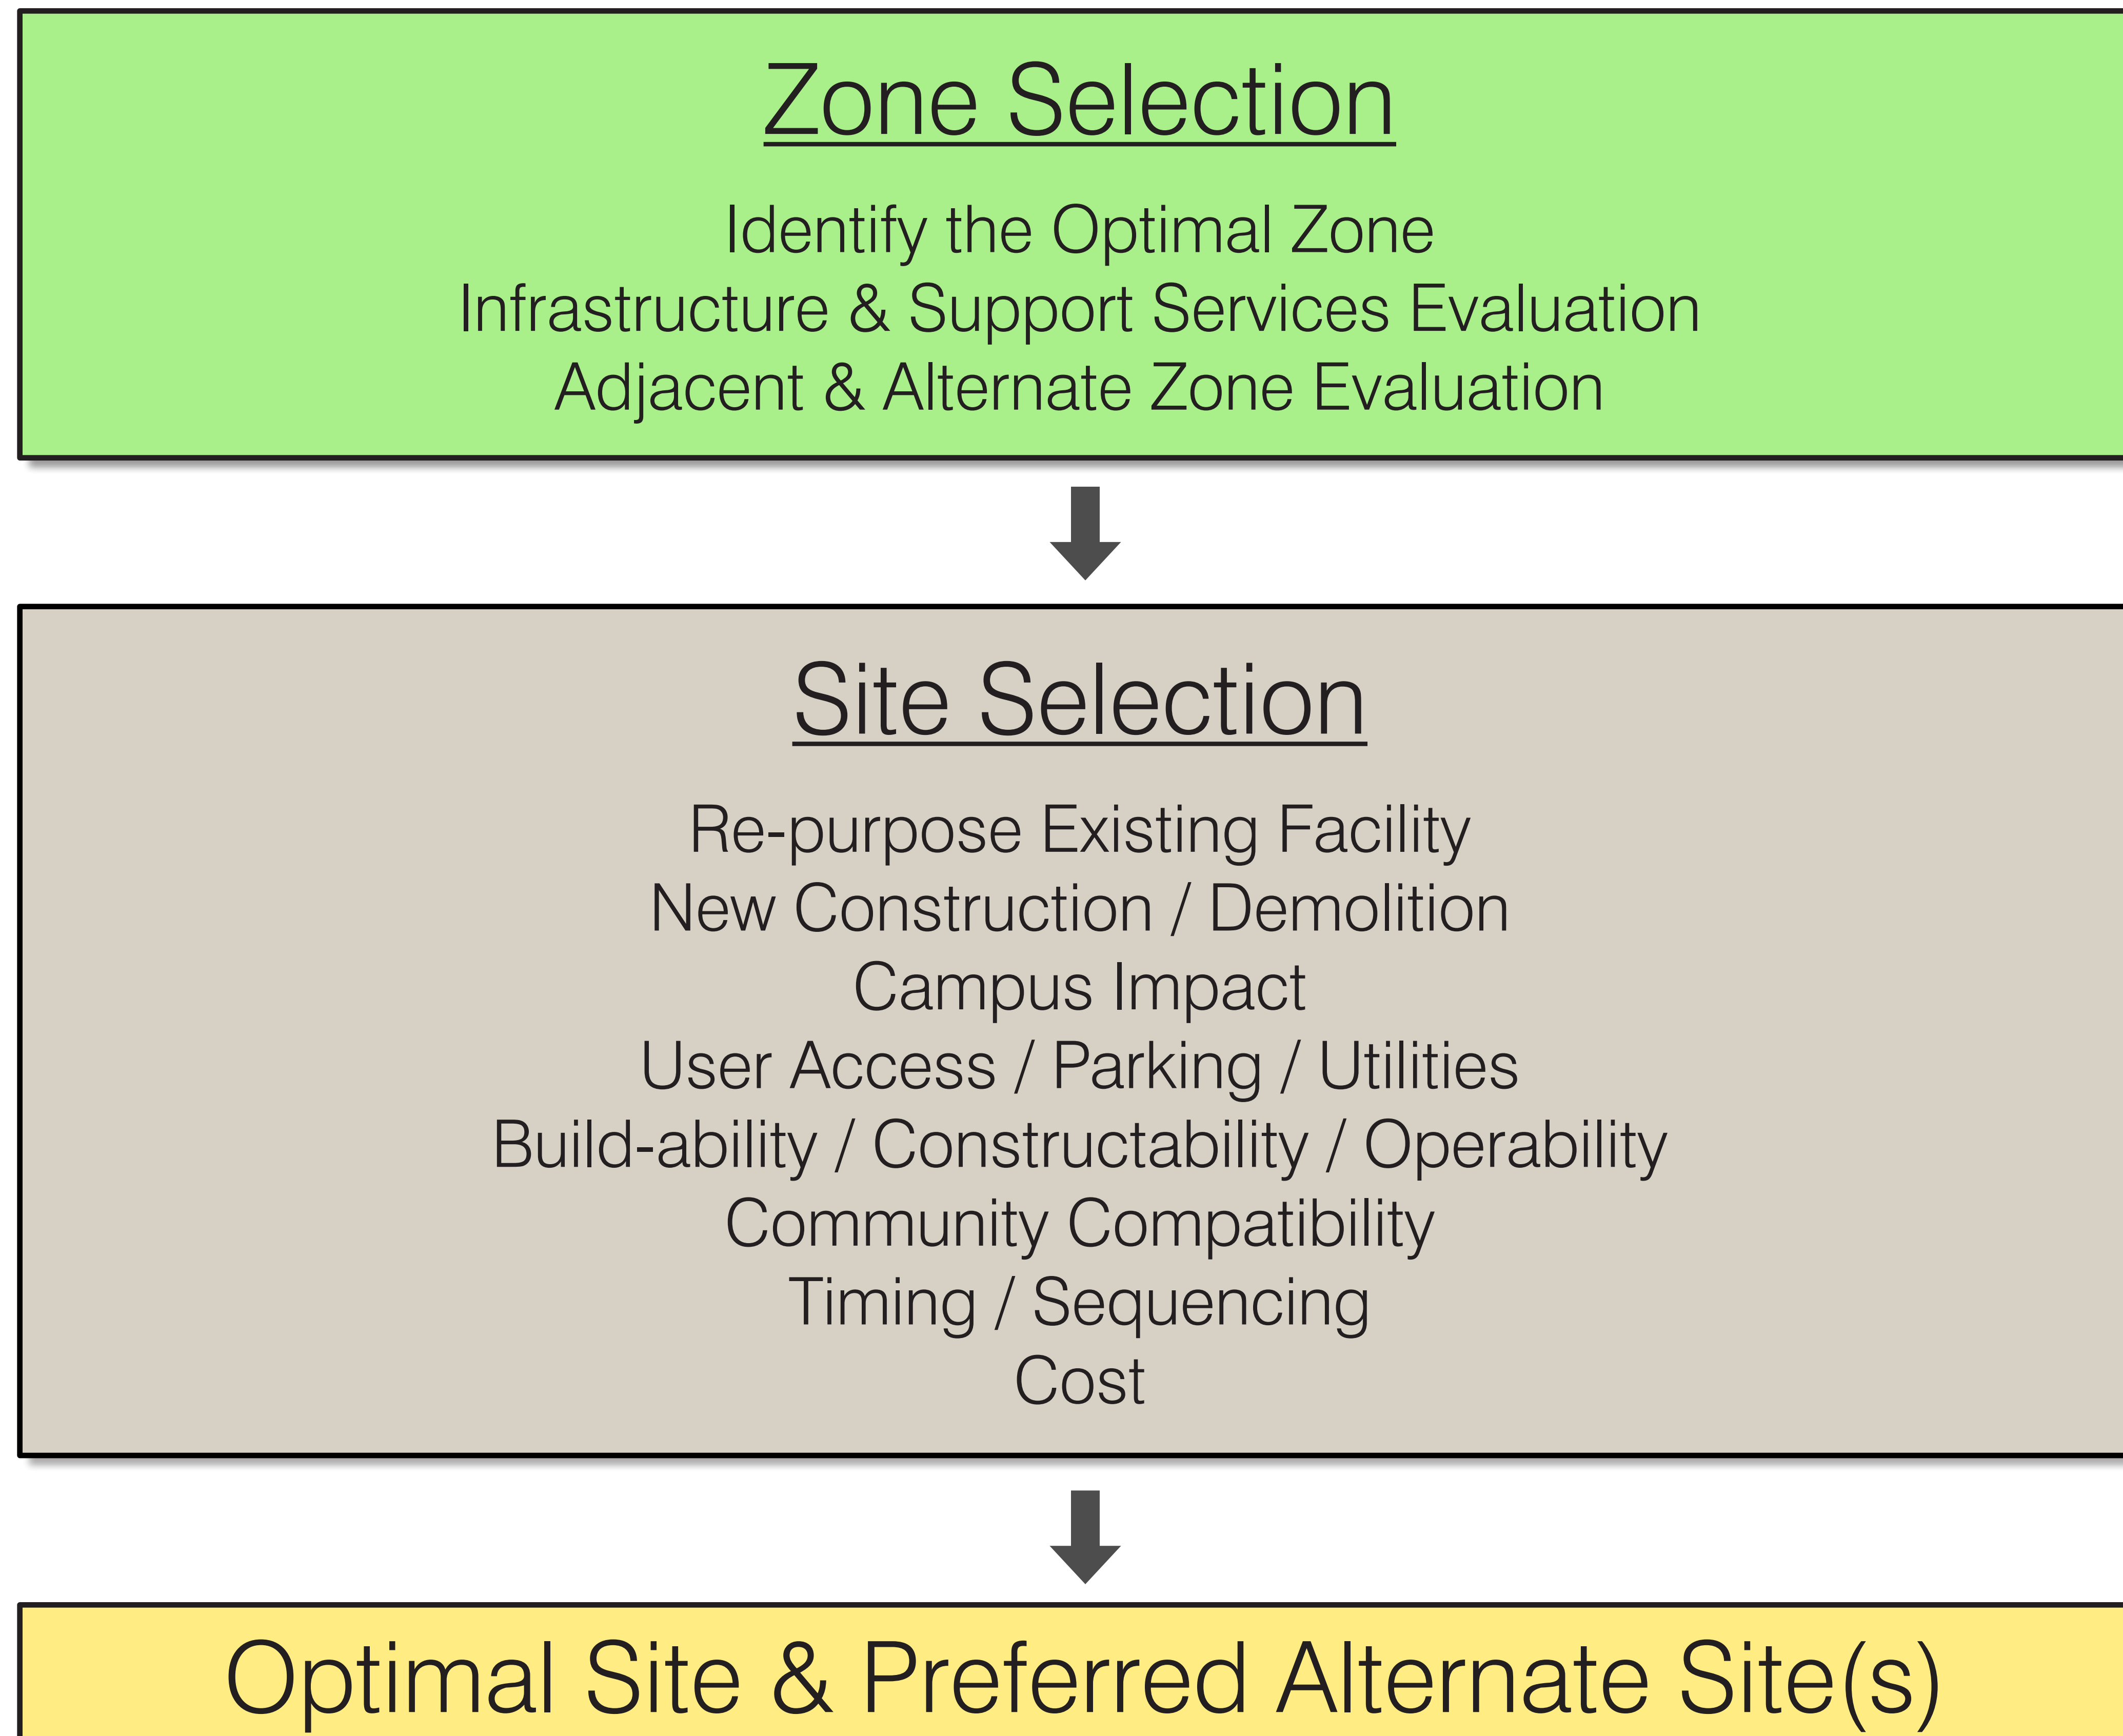 Zone Selection
Identify the Optimal Zone
Infrastructure & Support Services Evaluation
Adjacent & Alternate Zone Evaluation
Site Selection
Re-purpose Existing Facility
New Construction / Demolition
Campus Impact
User Access / Parking / Utilities
Build-ability / Constructability / Operability
Community Compatibility
Timing / Sequencing
Cost
Optimal Site & Preferred Alternate Site(s)